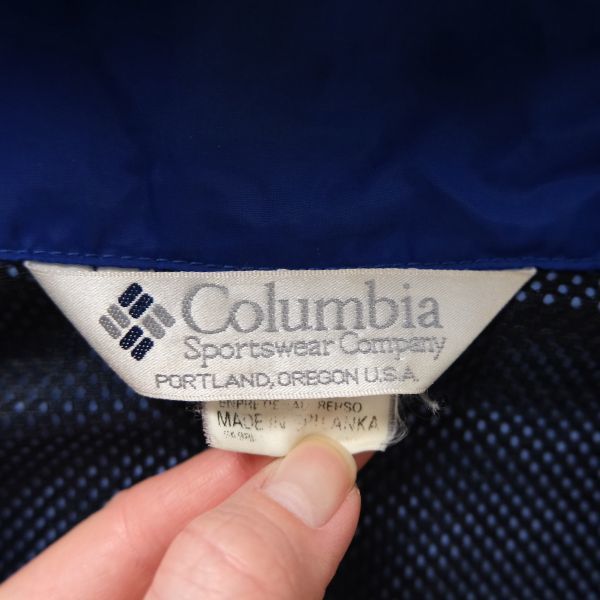 Columbia
Sportswear Company
PORTLAND, OREGON U.S.A.
MADE IN SRI LANKA